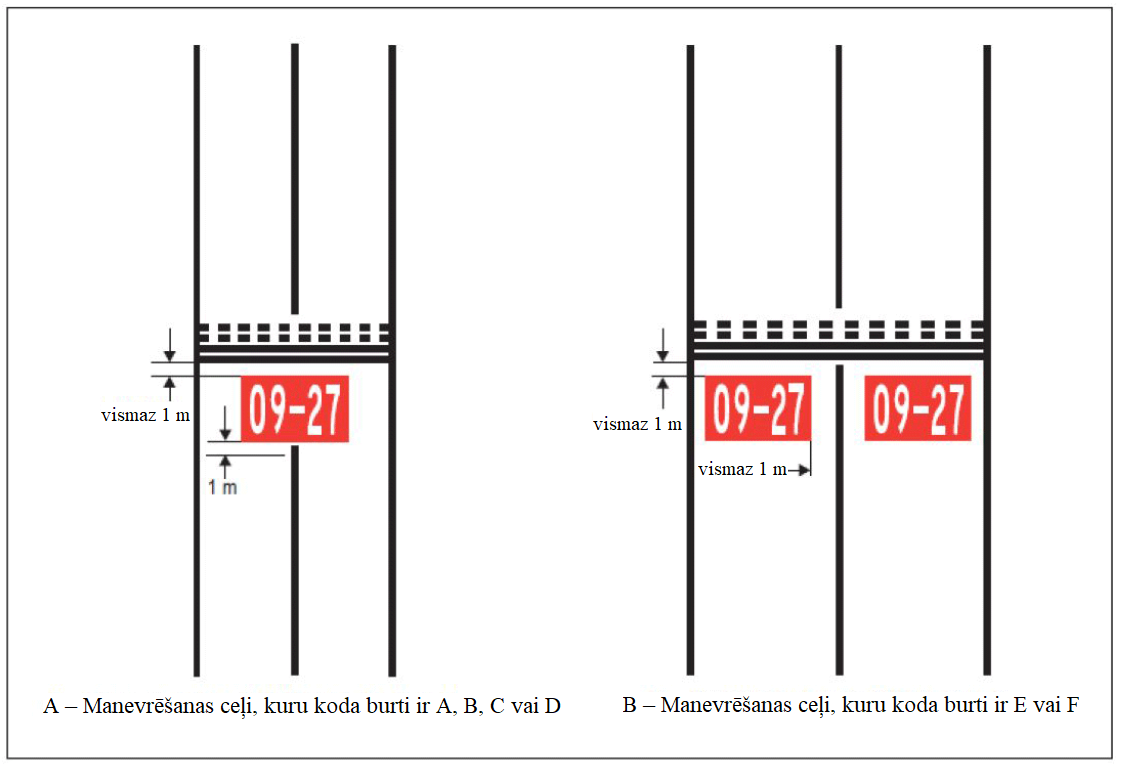 09-27
vismaz 1 m
1 m
A – Manevrēšanas ceļi, kuru koda burti ir A, B, C vai D
09-27
09-27
vismaz 1 m
vismaz 1 m
B – Manevrēšanas ceļi, kuru koda burti ir E vai F